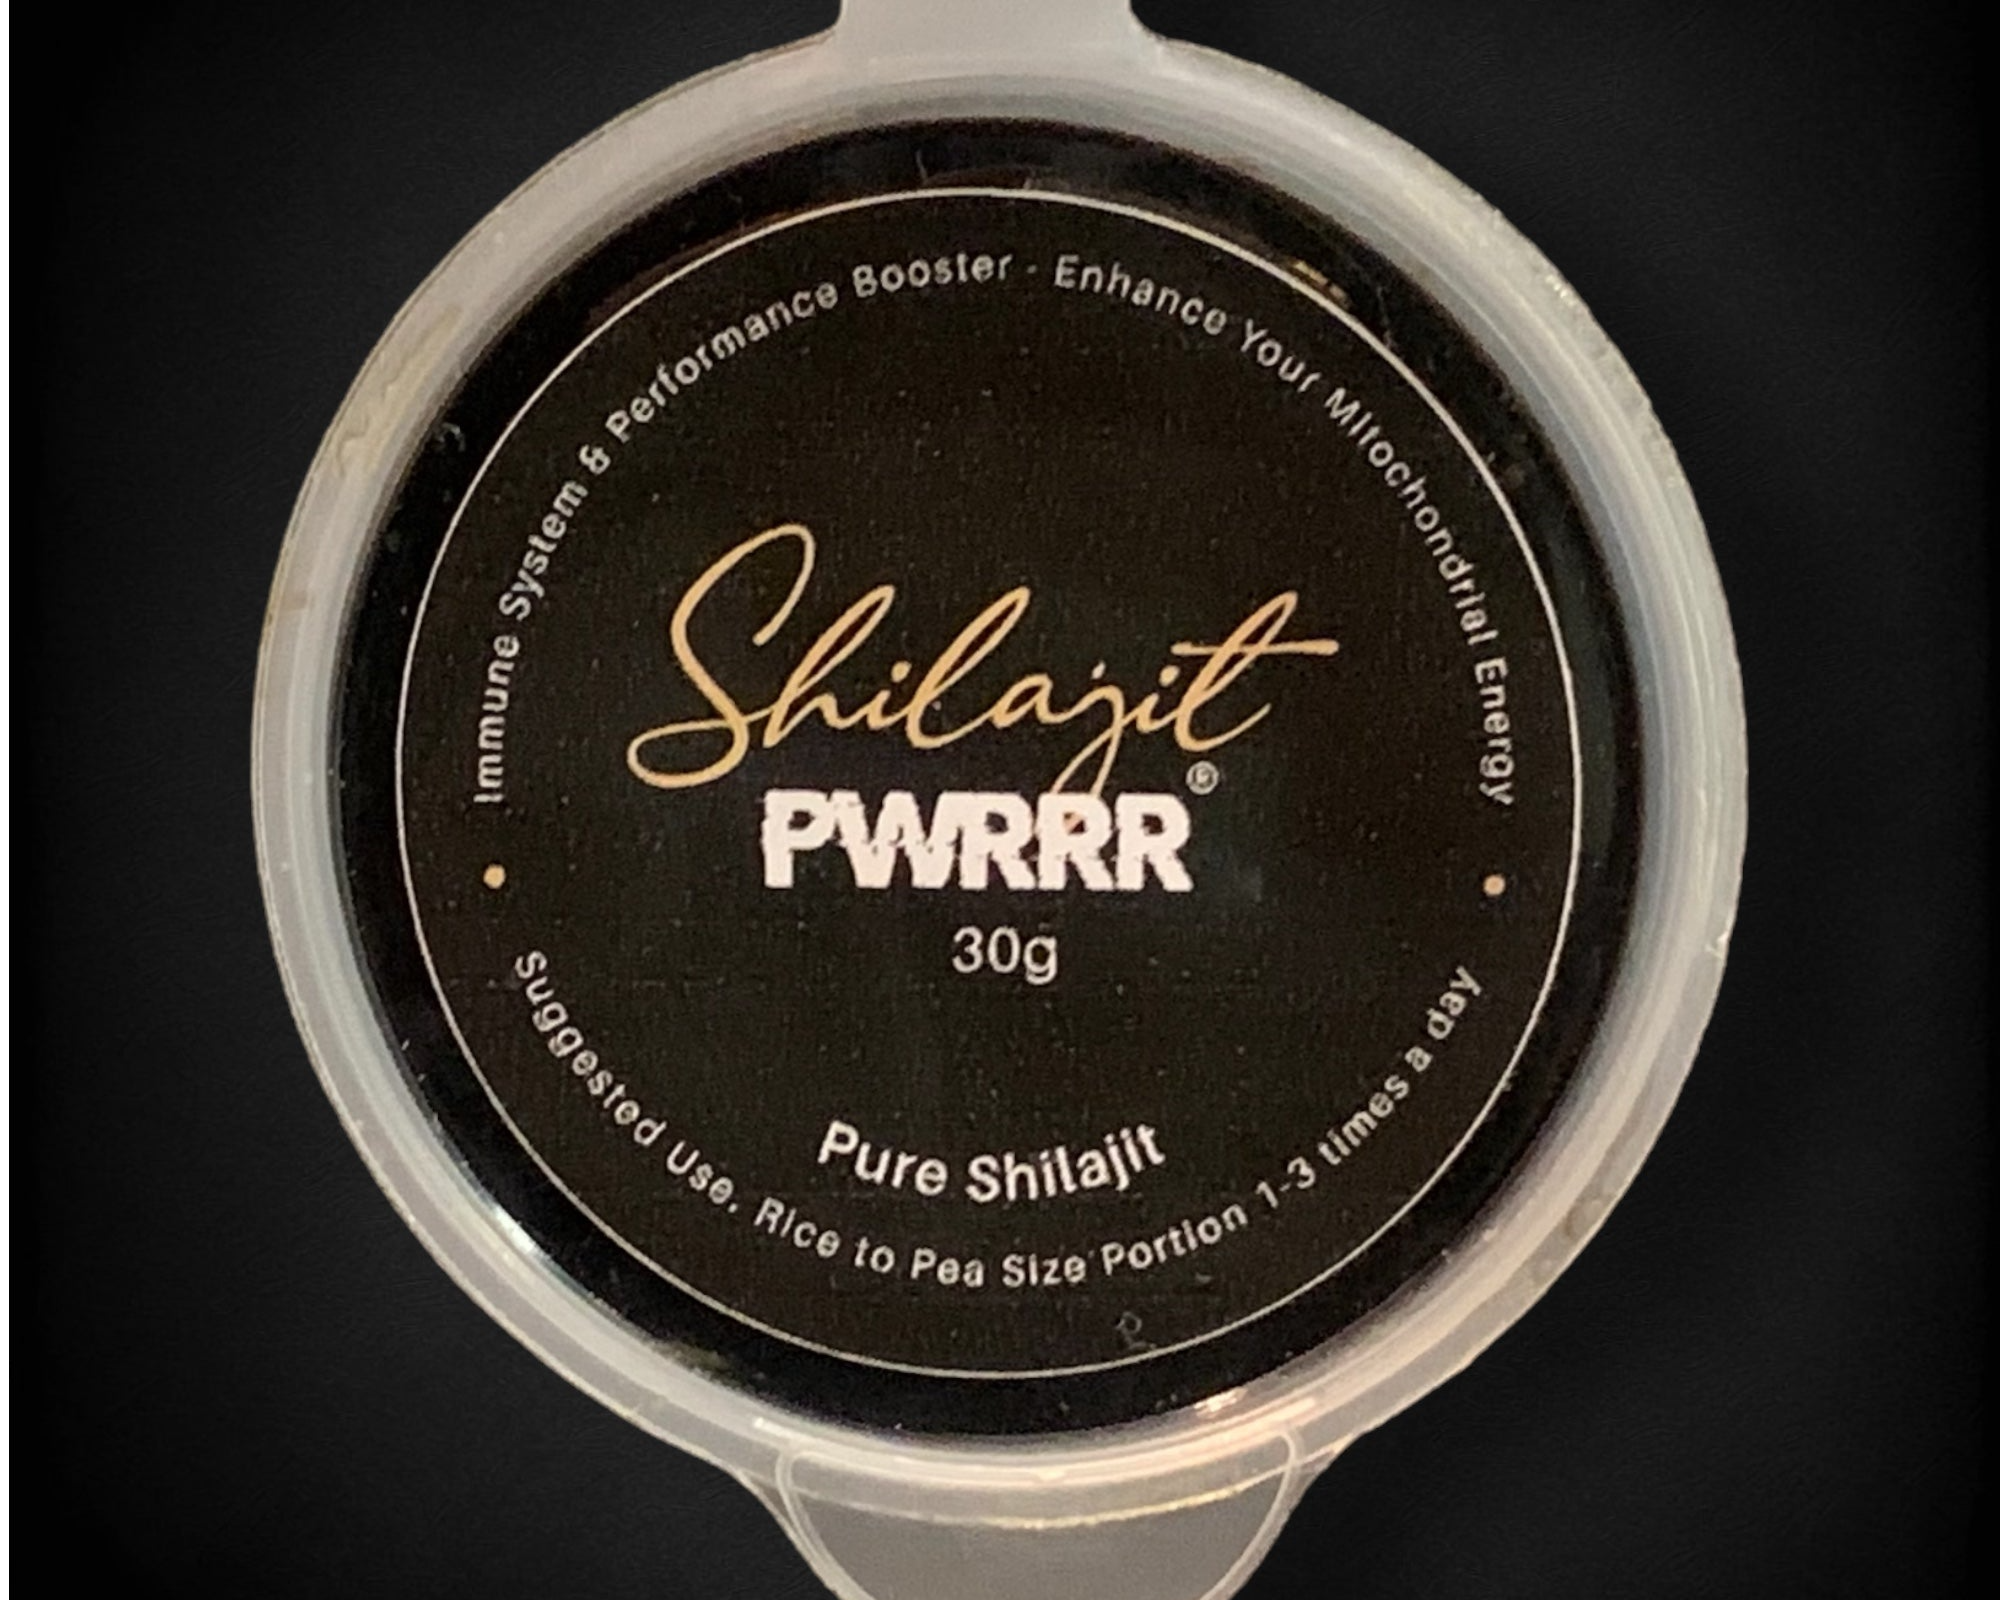 Immune System & Performance Booster - Enhance Your Mitochondrial Energy
Shilajit
PWRRR®
30g
Pure Shilajit
Suggested Use. Rice to Pea Size Portion 1-3 times a day